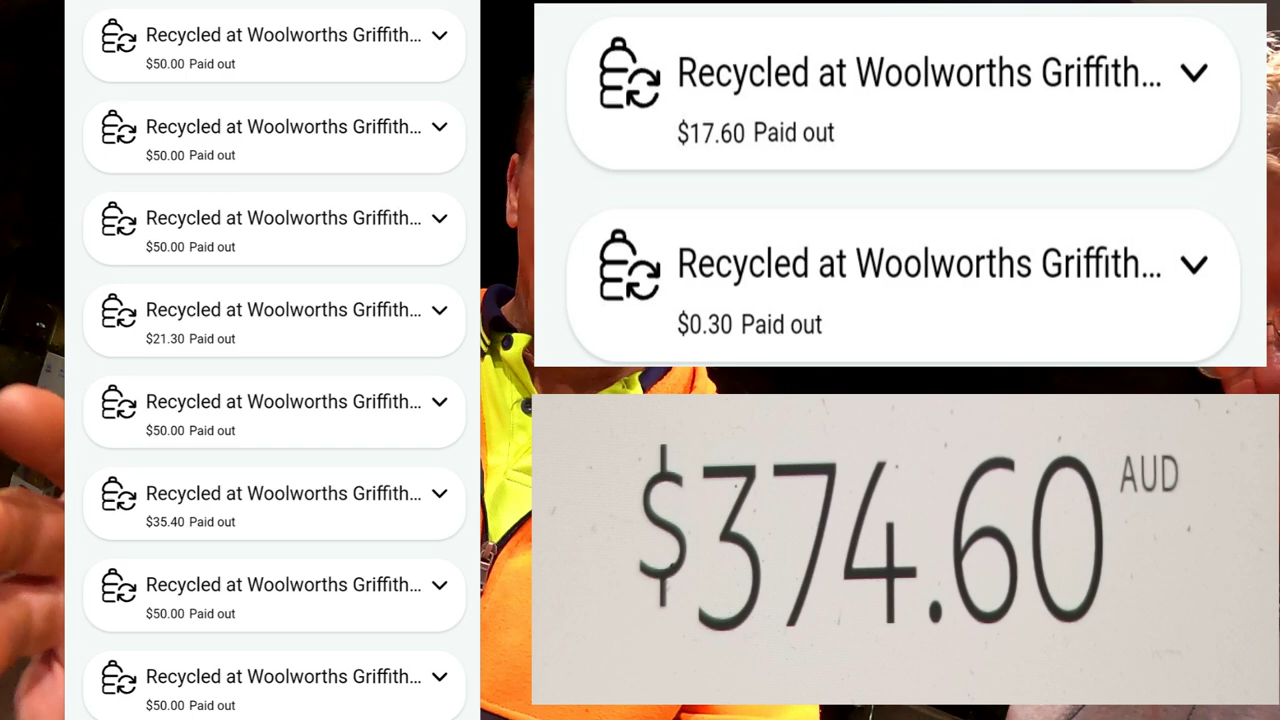 Recycled at Woolworths Griffith...
$50.00 Paid out
Recycled at Woolworths Griffith...
$50.00 Paid out
Recycled at Woolworths Griffith...
$50.00 Paid out
Recycled at Woolworths Griffith...
$21.30 Paid out
Recycled at Woolworths Griffith...
$50.00 Paid out
Recycled at Woolworths Griffith...
$35.40 Paid out
Recycled at Woolworths Griffith...
$50.00 Paid out
Recycled at Woolworths Griffith...
$50.00 Paid out
Recycled at Woolworths Griffith...
$17.60 Paid out
Recycled at Woolworths Griffith...
$0.30 Paid out
$374.60 AUD